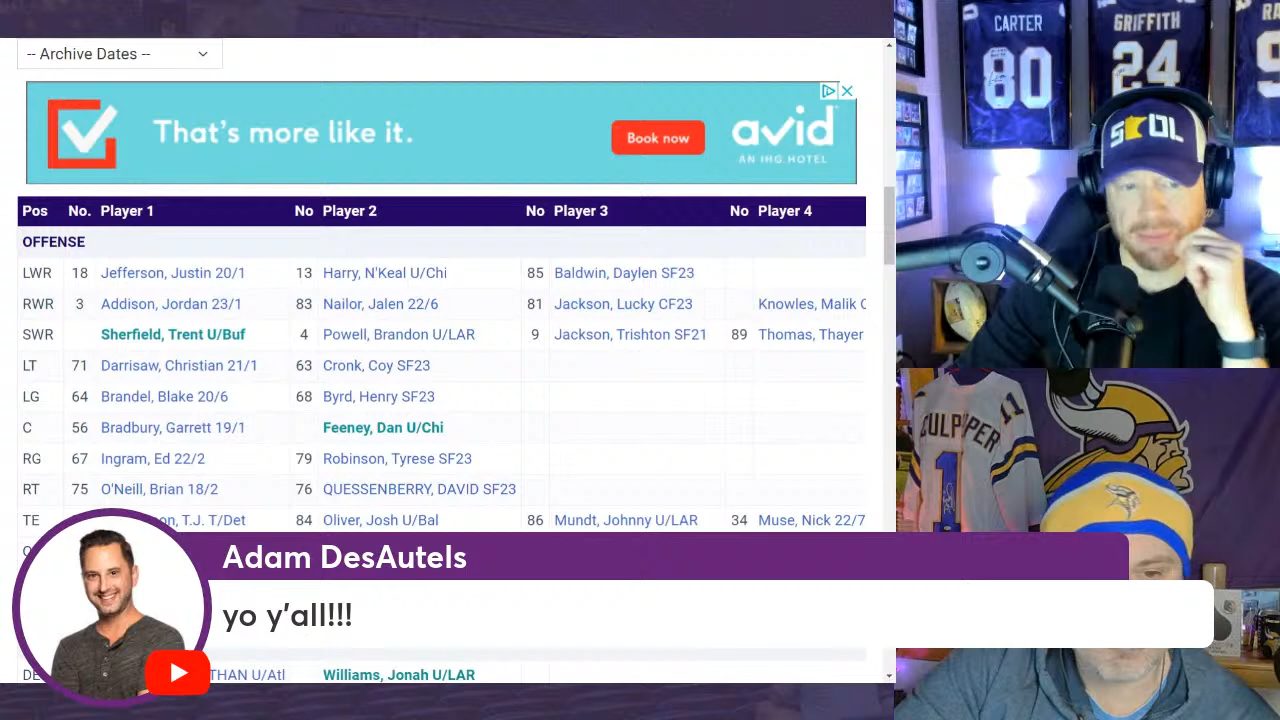 -- Archive Dates --
That's more like it.
Book now
avid
AN IHG HOTEL
Pos No. Player 1 No Player 2 No Player 3 No Player 4
OFFENSE
LWR 18 Jefferson, Justin 20/1 13 Harry, N'Keal U/Chi 85 Baldwin, Daylen SF23
RWR 3 Addison, Jordan 23/1 83 Nailor, Jalen 22/6 81 Jackson, Lucky CF23 Knowles, Malik
SWR Sherfield, Trent U/Buf 4 Powell, Brandon U/LAR 9 Jackson, Trishton SF21 89 Thomas, Thayer
LT 71 Darrisaw, Christian 21/1 63 Cronk, Coy SF23
LG 64 Brandel, Blake 20/6 68 Byrd, Henry SF23
C 56 Bradbury, Garrett 19/1 Feeney, Dan U/Chi
RG 67 Ingram, Ed 22/2 79 Robinson, Tyrese SF23
RT 75 O'Neill, Brian 18/2 76 QUESSENBERRY, DAVID SF23
TE T.J. T/Det 84 Oliver, Josh U/Bal 86 Mundt, Johnny U/LAR 34 Muse, Nick 22/7
Adam DesAutels
yo y'all!!!
THAN U/Atl Williams, Jonah U/LAR
CARTER
80
GRIFFITH
24
SKOL
CULPEPPER
11